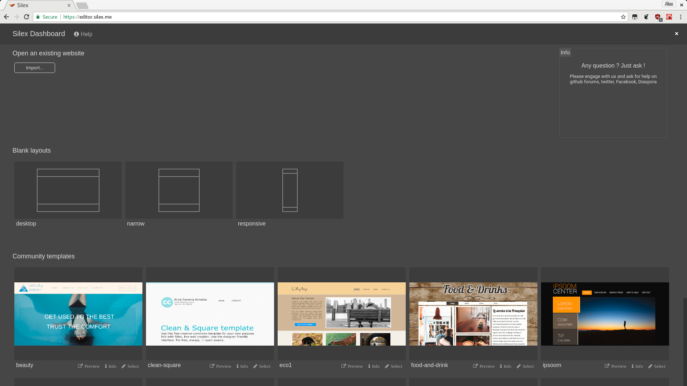 Silex
Alex
Secure https://editor.silex.me
Silex Dashboard Help
Open an existing website
Import...
Info
Any question ? Just ask !
Please engage with us and ask for help on
github forums, twitter, Facebook, Diaspora
Blank layouts
desktop
narrow
responsive
Community templates
GET USED TO THE BEST
TRUST THE COMFORT
Clean & Square template
Food & Drinks
IPSOOM
CENTER
beauty Preview Info Select
clean-square Preview Info Select
eco1 Preview Info Select
food-and-drink Preview Info Select
ipsoom Preview Info Select